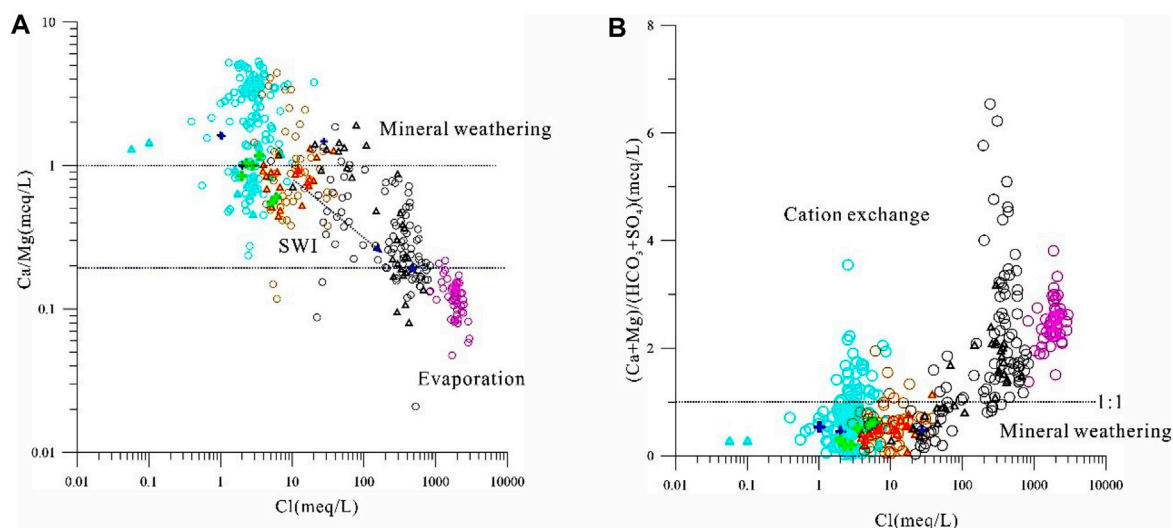 A
10
1
0.1
0.01
Ca/Mg(meq/L)
Mineral weathering
SWI
Evaporation
0.01 0.1 1 10 100 1000 10000
Cl(meq/L)
B
8
6
4
2
0
(Ca+Mg)/(HCO₃+SO₄)(meq/L)
Cation exchange
1:1
Mineral weathering
0.01 0.1 1 10 100 1000 10000
Cl(meq/L)